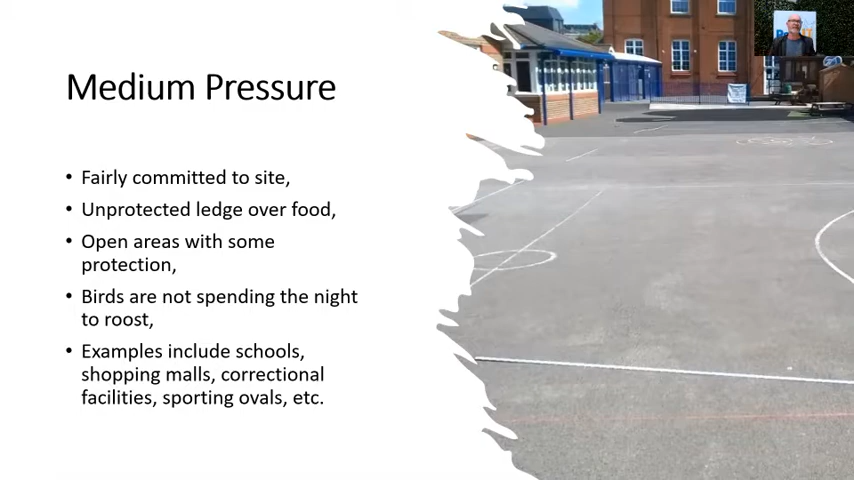 Medium Pressure
• Fairly committed to site,
• Unprotected ledge over food,
• Open areas with some
protection,
• Birds are not spending the night
to roost,
• Examples include schools,
shopping malls, correctional
facilities, sporting ovals, etc.